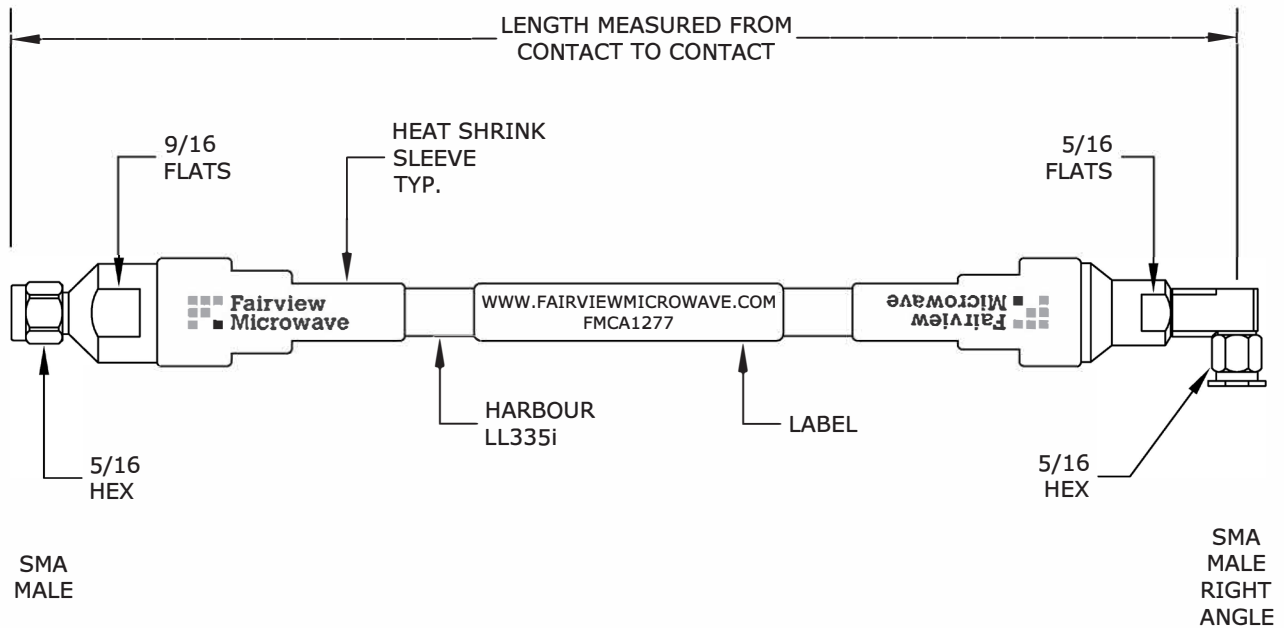 LENGTH MEASURED FROM
CONTACT TO CONTACT
9/16
FLATS
HEAT SHRINK
SLEEVE
TYP.
5/16
FLATS
Fairview
Microwave
WWW.FAIRVIEWMICROWAVE.COM
FMCA1277
Fairview
Microwave
HARBOUR
LL335i
LABEL
5/16
HEX
5/16
HEX
SMA
MALE
SMA
MALE
RIGHT
ANGLE